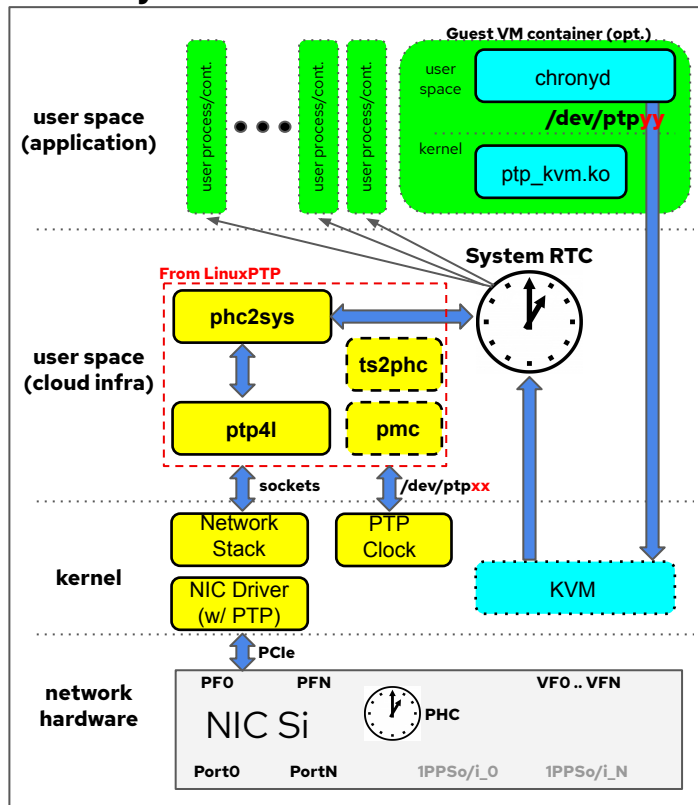 Guest VM container (opt.)
user process/cont.
user process/cont.
user process/cont.
user
space
chronyd
/dev/ptpyy
kernel
ptp_kvm.ko
user space
(application)
System RTC
From LinuxPTP
phc2sys
ts2phc
user space
(cloud infra)
ptp4l
pmc
sockets
/dev/ptpxx
Network
Stack
PTP
Clock
kernel
NIC Driver
(w/ PTP)
KVM
PCIe
network
hardware
PF0 PFN VF0 .. VFN
NIC Si
PHC
Port0 PortN 1PPSo/i_0 1PPSo/i_N